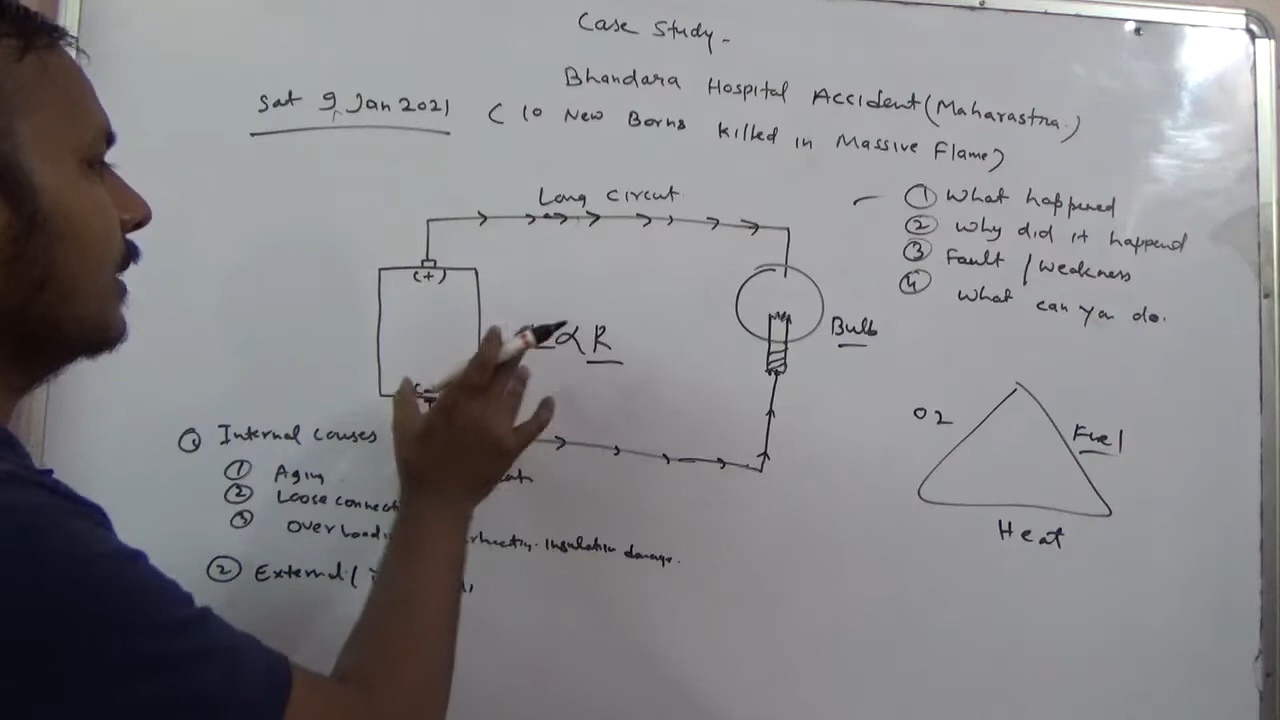 Case Study -
Bhandara Hospital Accident (Maharastra.)
Sat 9 Jan 2021 ( 10 New Borns Killed in Massive Flame)
Long circuit
① What happened
② Why did it happend
③ Fault / Weakness
④ What can you do.
(+)
∝ R
Bulb
O2
Fuel
Heat
① Internal causes
① Aging
② Loose
③
insulation damage.
② External (